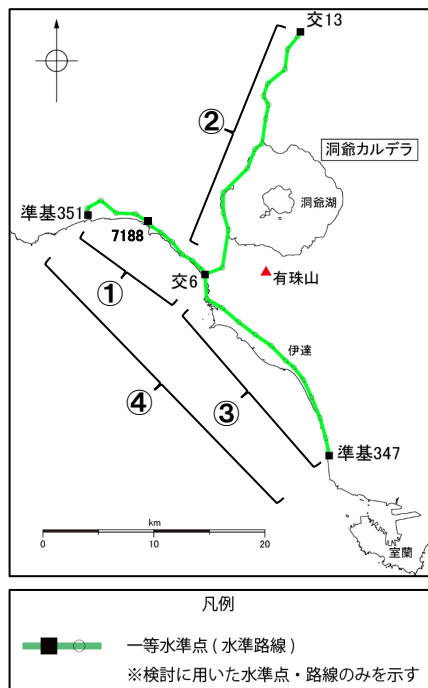 交13
②
洞爺カルデラ
洞爺湖
準基351
7188
交6
有珠山
①
伊達
④
③
準基347
km
0 10 20
室蘭
凡例
一等水準点 ( 水準路線 )
※検討に用いた水準点・路線のみを示す